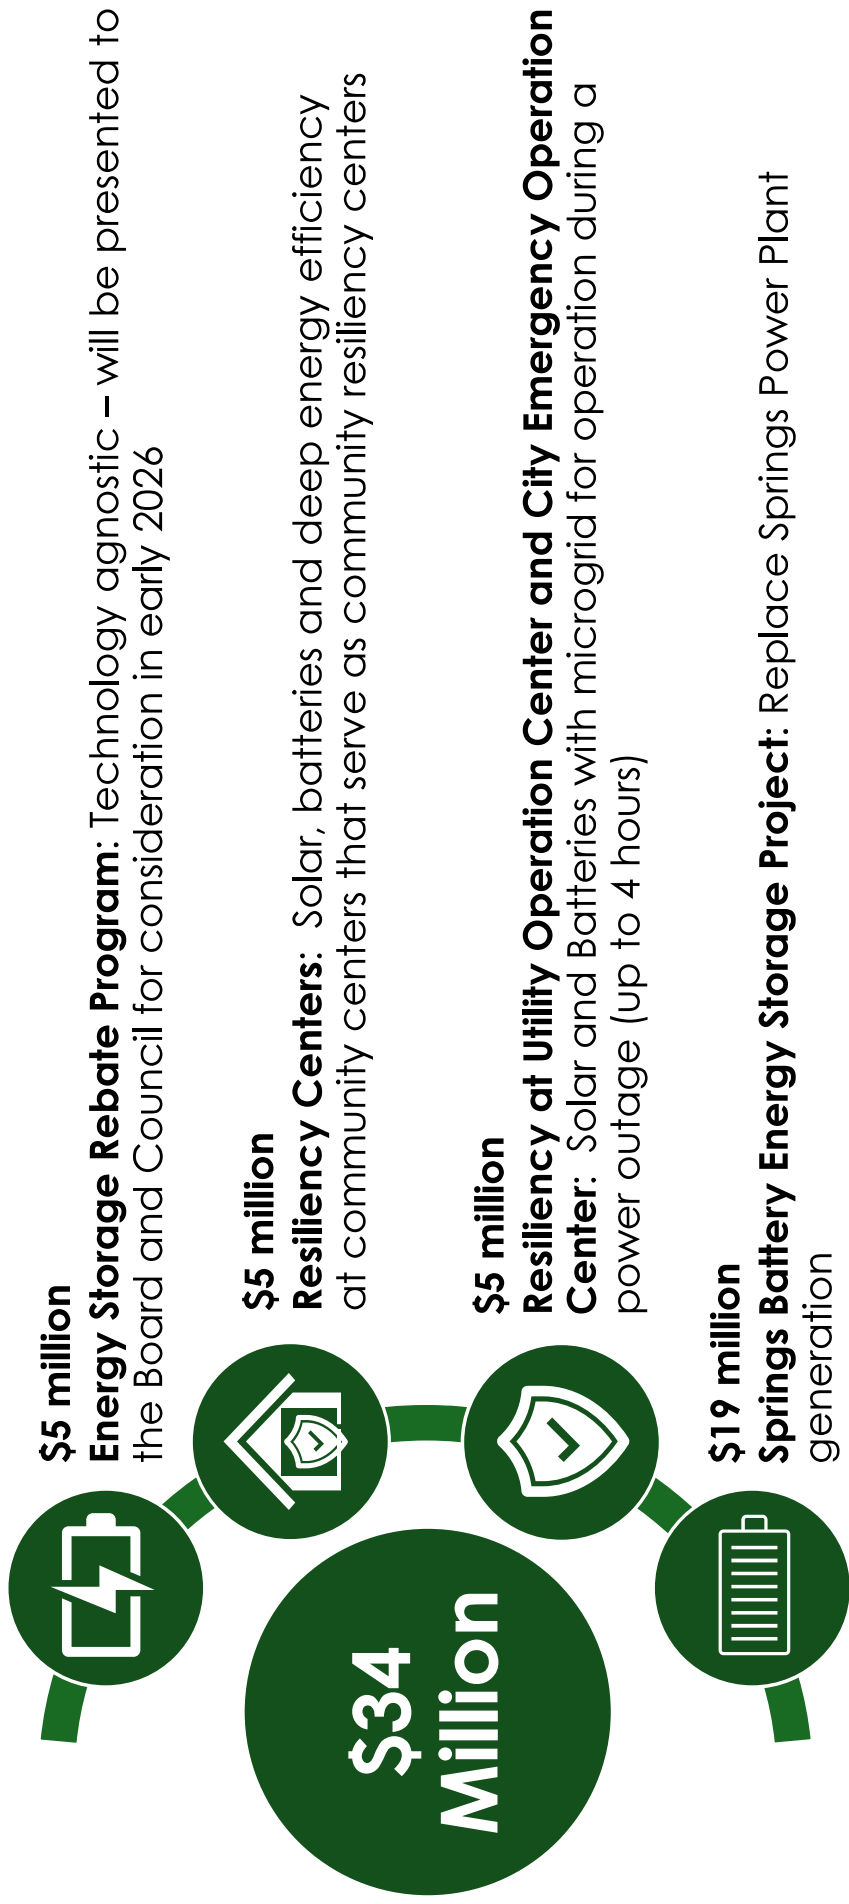 $34
Million
$5 million
Energy Storage Rebate Program: Technology agnostic – will be presented to
the Board and Council for consideration in early 2026
$5 million
Resiliency Centers: Solar, batteries and deep energy efficiency
at community centers that serve as community resiliency centers
$5 million
Resiliency at Utility Operation Center and City Emergency Operation
Center: Solar and Batteries with microgrid for operation during a
power outage (up to 4 hours)
$19 million
Springs Battery Energy Storage Project: Replace Springs Power Plant
generation